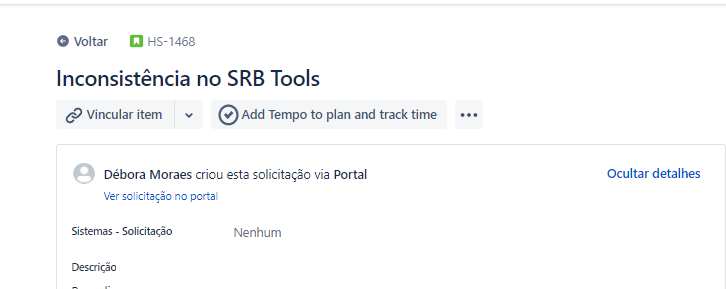 Voltar HS-1468
Inconsistência no SRB Tools
Vincular item Add Tempo to plan and track time
Débora Moraes criou esta solicitação via Portal Ocultar detalhes
Ver solicitação no portal
Sistemas - Solicitação Nenhum
Descrição